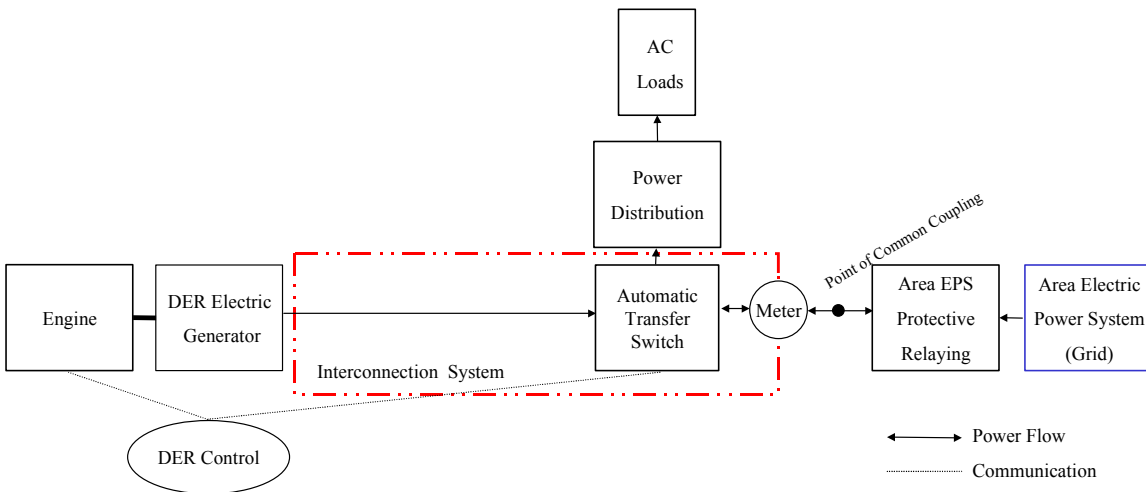 AC
Loads
Power
Distribution
Point of Common Coupling
Engine
DER Electric
Generator
Automatic
Transfer
Switch
Meter
Area EPS
Protective
Relaying
Area Electric
Power System
(Grid)
Interconnection System
DER Control
Power Flow
Communication